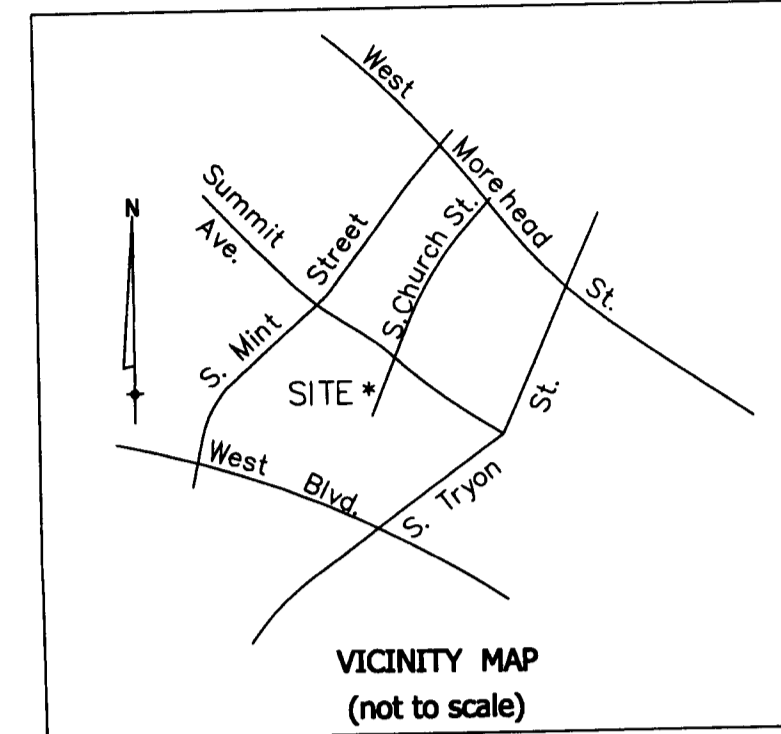 West Morehead St.
Summit Ave.
N
S. Mint Street
S. Church St.
SITE *
West Blvd.
S. Tryon St.
VICINITY MAP
(not to scale)